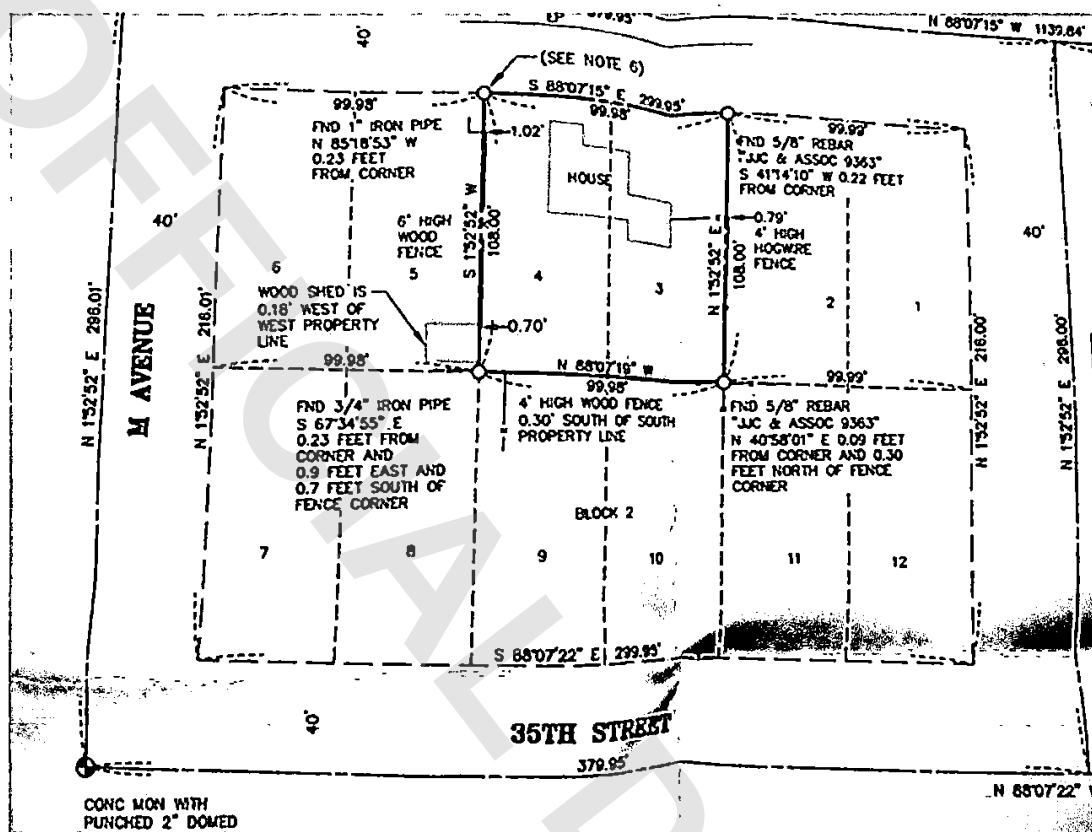 EP 379.95'
N 88°07'15" W 1139.84'
40'
(SEE NOTE 6)
S 88°07'15" E 299.95'
99.98'
99.98'
99.99'
FND 1" IRON PIPE
N 85°18'53" W
0.23 FEET
FROM CORNER
1.02'
HOUSE
FND 5/8" REBAR
"JJC & ASSOC 9363"
S 41°14'10" W 0.22 FEET
FROM CORNER
40'
6' HIGH
WOOD
FENCE
S 1°52'52" W
108.00'
0.79'
4' HIGH
HOGWIRE
FENCE
N 1°52'52" E
108.00'
40'
6
5
4
3
2
1
WOOD SHED IS
0.18' WEST OF
WEST PROPERTY
LINE
0.70'
N 1°52'52" E 296.01'
M AVENUE
N 1°52'52" E 216.01'
N 1°52'52" E 216.00'
N 1°52'52" E 296.00'
99.98'
N 88°07'19" W
99.98'
99.99'
FND 3/4" IRON PIPE
S 67°34'55" E
0.23 FEET FROM
CORNER AND
0.9 FEET EAST AND
0.7 FEET SOUTH OF
FENCE CORNER
4' HIGH WOOD FENCE
0.30' SOUTH OF SOUTH
PROPERTY LINE
FND 5/8" REBAR
"JJC & ASSOC 9363"
N 40°58'01" E 0.09 FEET
FROM CORNER AND 0.30
FEET NORTH OF FENCE
CORNER
BLOCK 2
7
8
9
10
11
12
S 88°07'22" E 299.95'
40'
35TH STREET
379.95'
N 88°07'22" W
CONC MON WITH
PUNCHED 2" DOMED